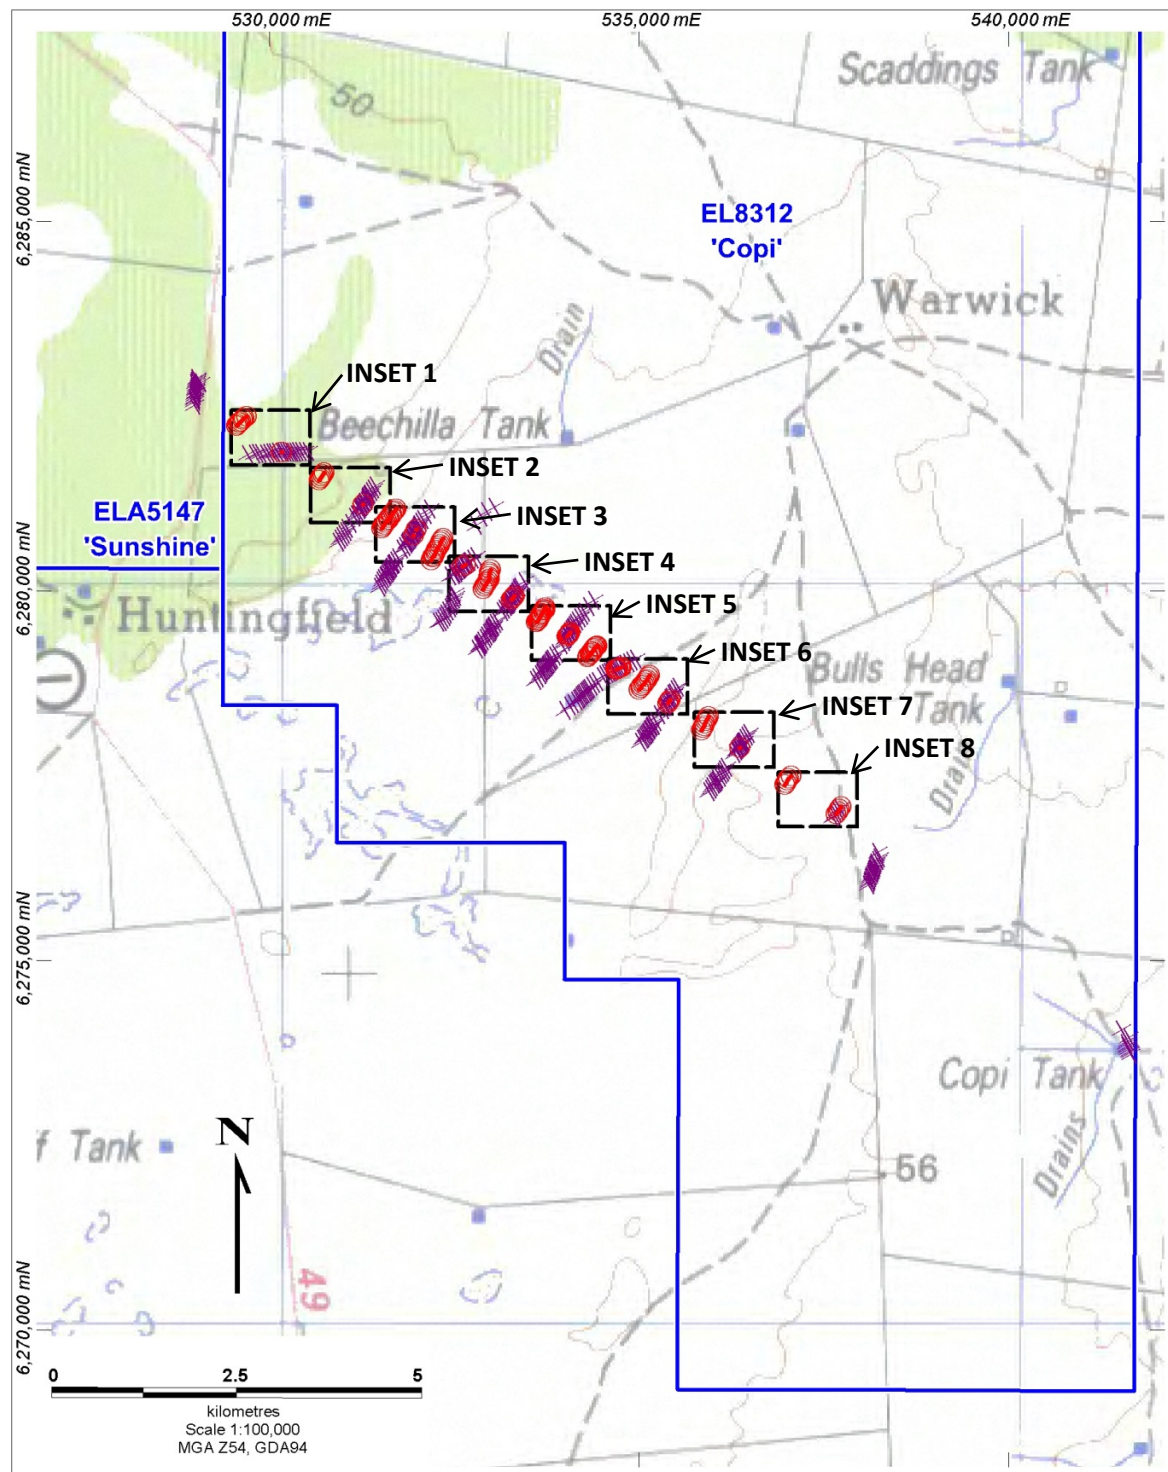 530,000 mE
535,000 mE
540,000 mE
Scaddings Tank
50
6,285,000 mN
EL8312
'Copi'
Warwick
Drain
INSET 1
Beechilla Tank
INSET 2
ELA5147
'Sunshine'
INSET 3
INSET 4
6,280,000 mN
Huntingfield
INSET 5
INSET 6
Bulls Head
Tank
INSET 7
INSET 8
6,275,000 mN
Copi Tank
N
Tank
56
Drains
49
6,270,000 mN
0
2.5
5
kilometres
Scale 1:100,000
MGA Z54, GDA94